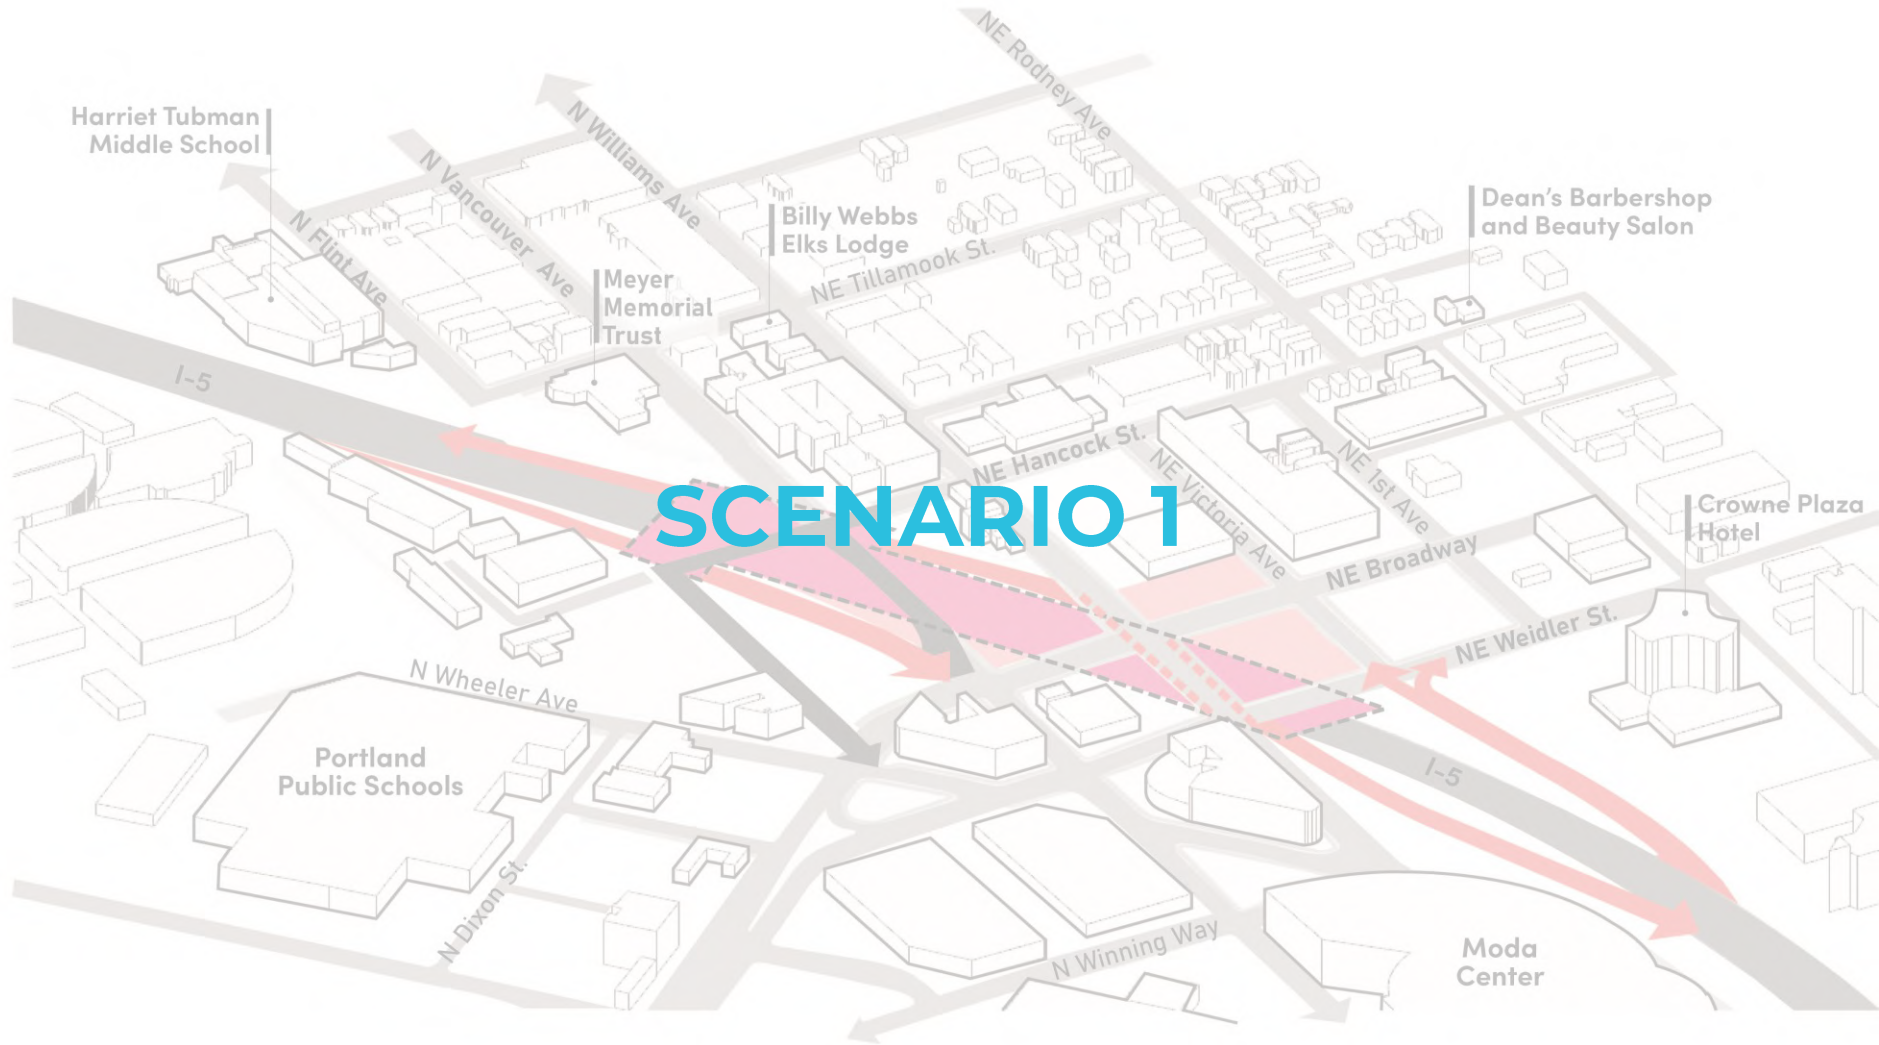 NE Rodney Ave
Harriet Tubman
Middle School
N Williams Ave
N Vancouver Ave
Dean's Barbershop
and Beauty Salon
Billy Webbs
Elks Lodge
N Flint Ave
NE Tillamook St.
Meyer
Memorial
Trust
I-5
NE Hancock St.
NE Victoria Ave
NE 1st Ave
SCENARIO 1
Crowne Plaza
Hotel
NE Broadway
NE Weidler St.
N Wheeler Ave
Portland
Public Schools
I-5
N Dixon St.
N Winning Way
Moda
Center